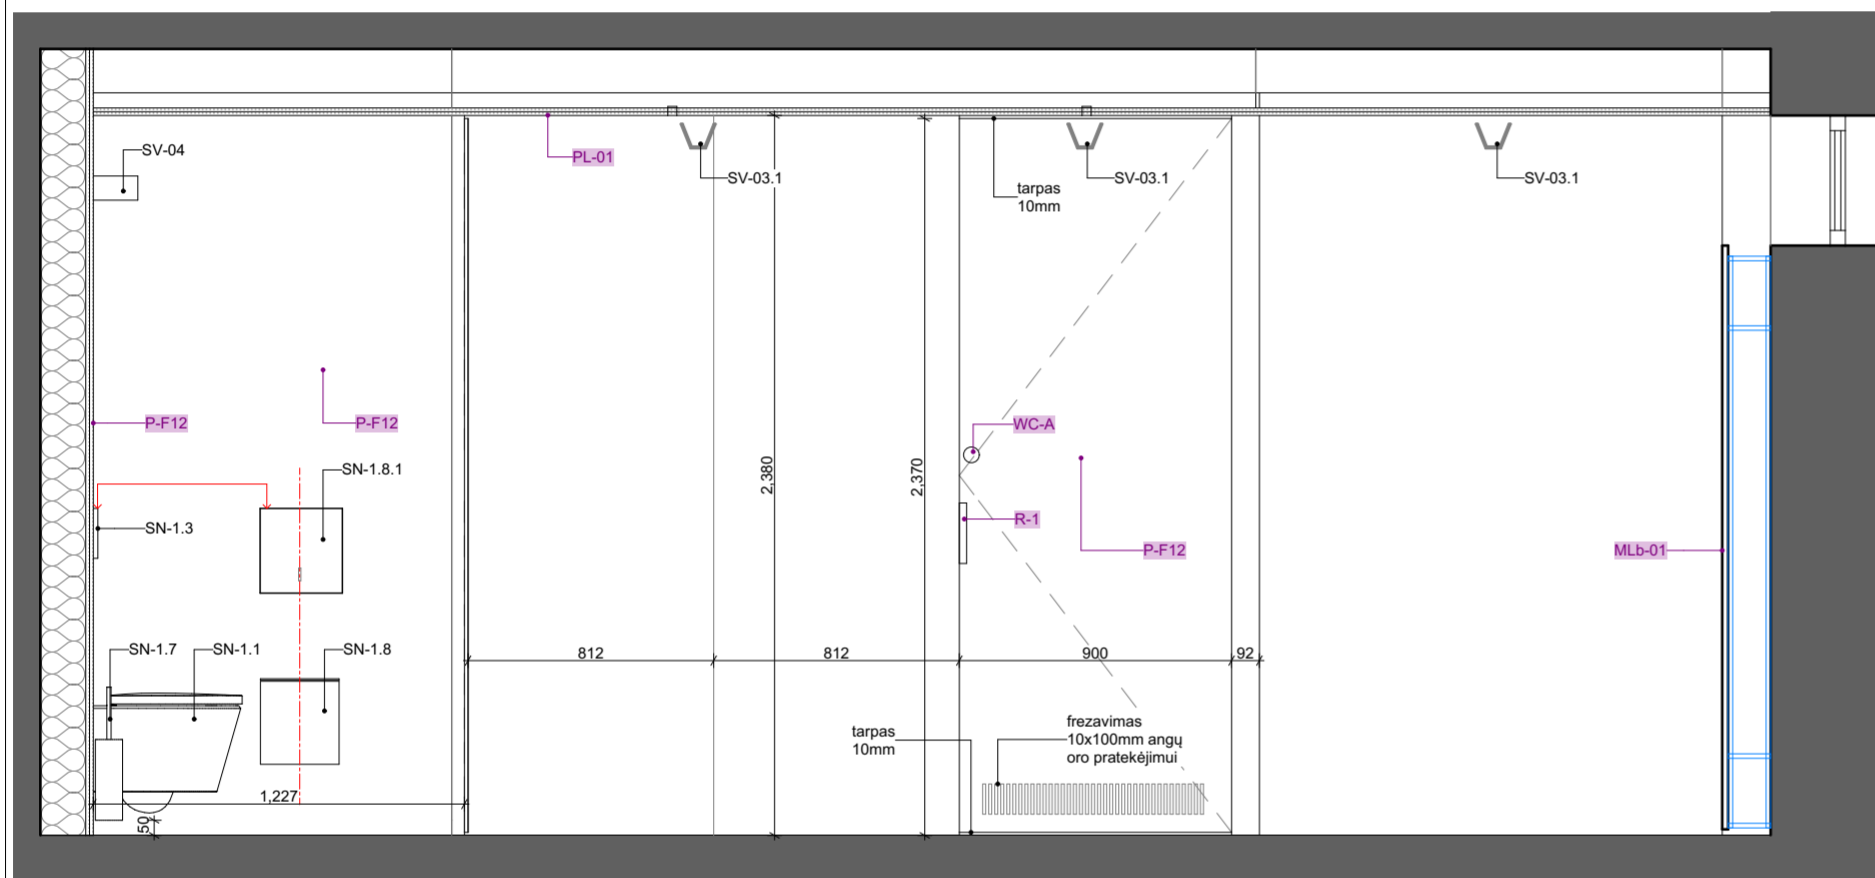 SV-04
PL-01
SV-03.1
tarpas
10mm
SV-03.1
SV-03.1
P-F12
P-F12
WC-A
2,380
2,370
SN-1.8.1
SN-1.3
R-1
P-F12
MLb-01
SN-1.7
SN-1.1
SN-1.8
812
812
900
92
tarpas
10mm
frezavimas
10x100mm angų
oro pratekėjimui
1,227
50